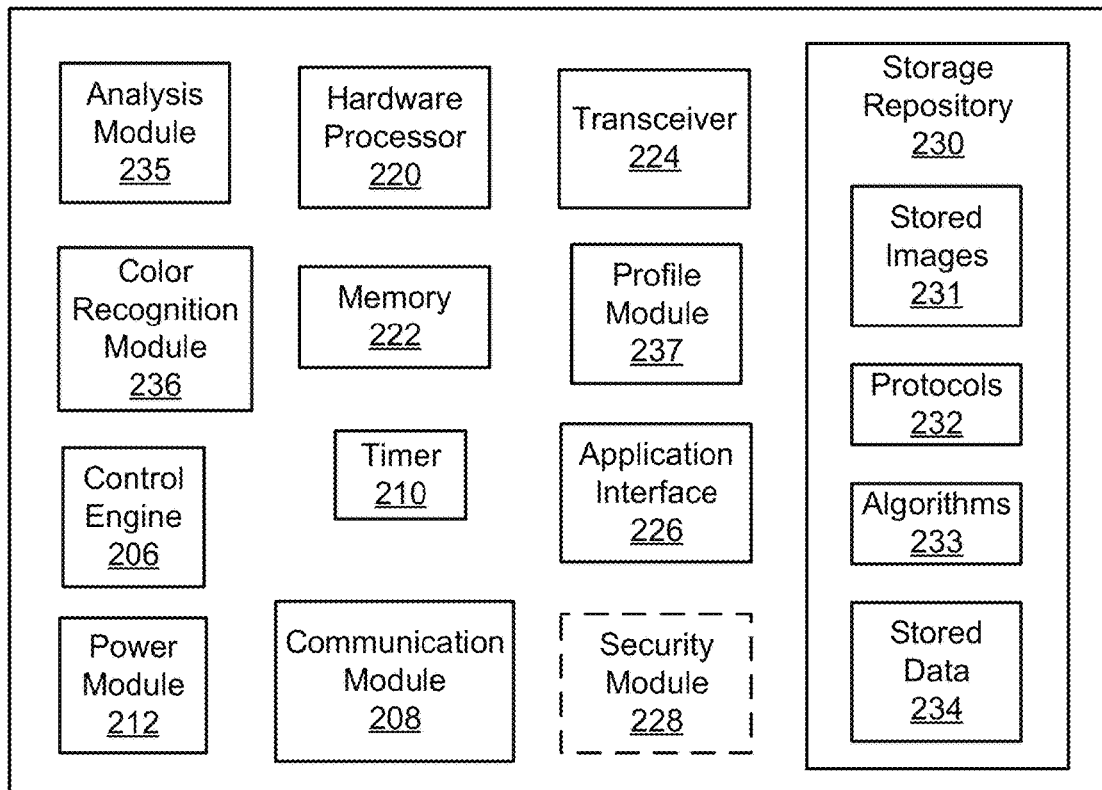 Analysis
Module
235
Hardware
Processor
220
Transceiver
224
Storage
Repository
230
Stored
Images
231
Color
Recognition
Module
236
Memory
222
Profile
Module
237
Protocols
232
Control
Engine
206
Timer
210
Application
Interface
226
Algorithms
233
Power
Module
212
Communication
Module
208
Security
Module
228
Stored
Data
234